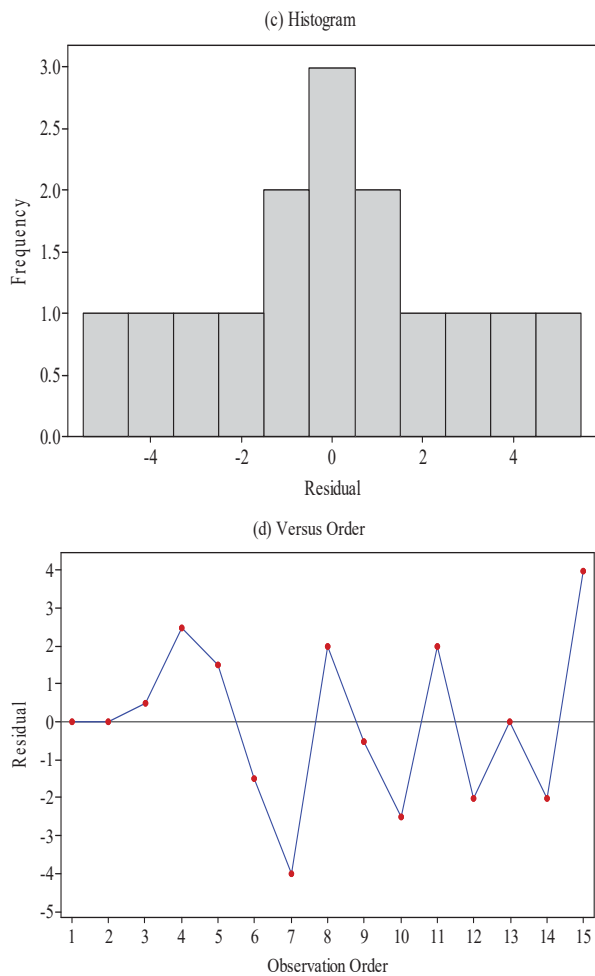 (c) Histogram
3.0
2.5
2.0
1.5
1.0
0.5
0.0
Frequency
-4 -2 0 2 4
Residual
(d) Versus Order
4
3
2
1
0
-1
-2
-3
-4
-5
Residual
1 2 3 4 5 6 7 8 9 10 11 12 13 14 15
Observation Order